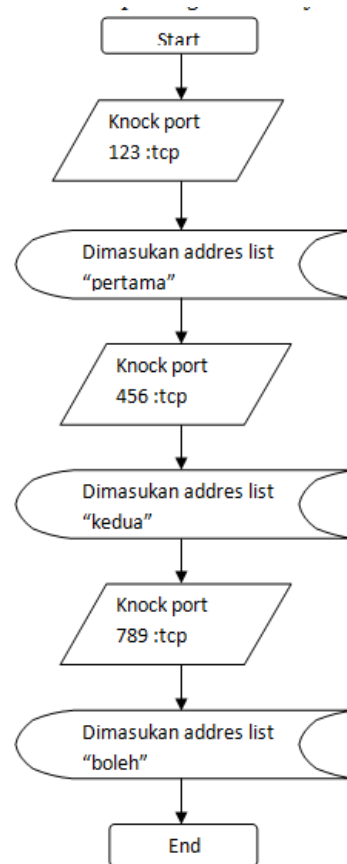 Start
Knock port
123 :tcp
Dimasukan addres list
“pertama”
Knock port
456 :tcp
Dimasukan addres list
“kedua”
Knock port
789 :tcp
Dimasukan addres list
“boleh”
End